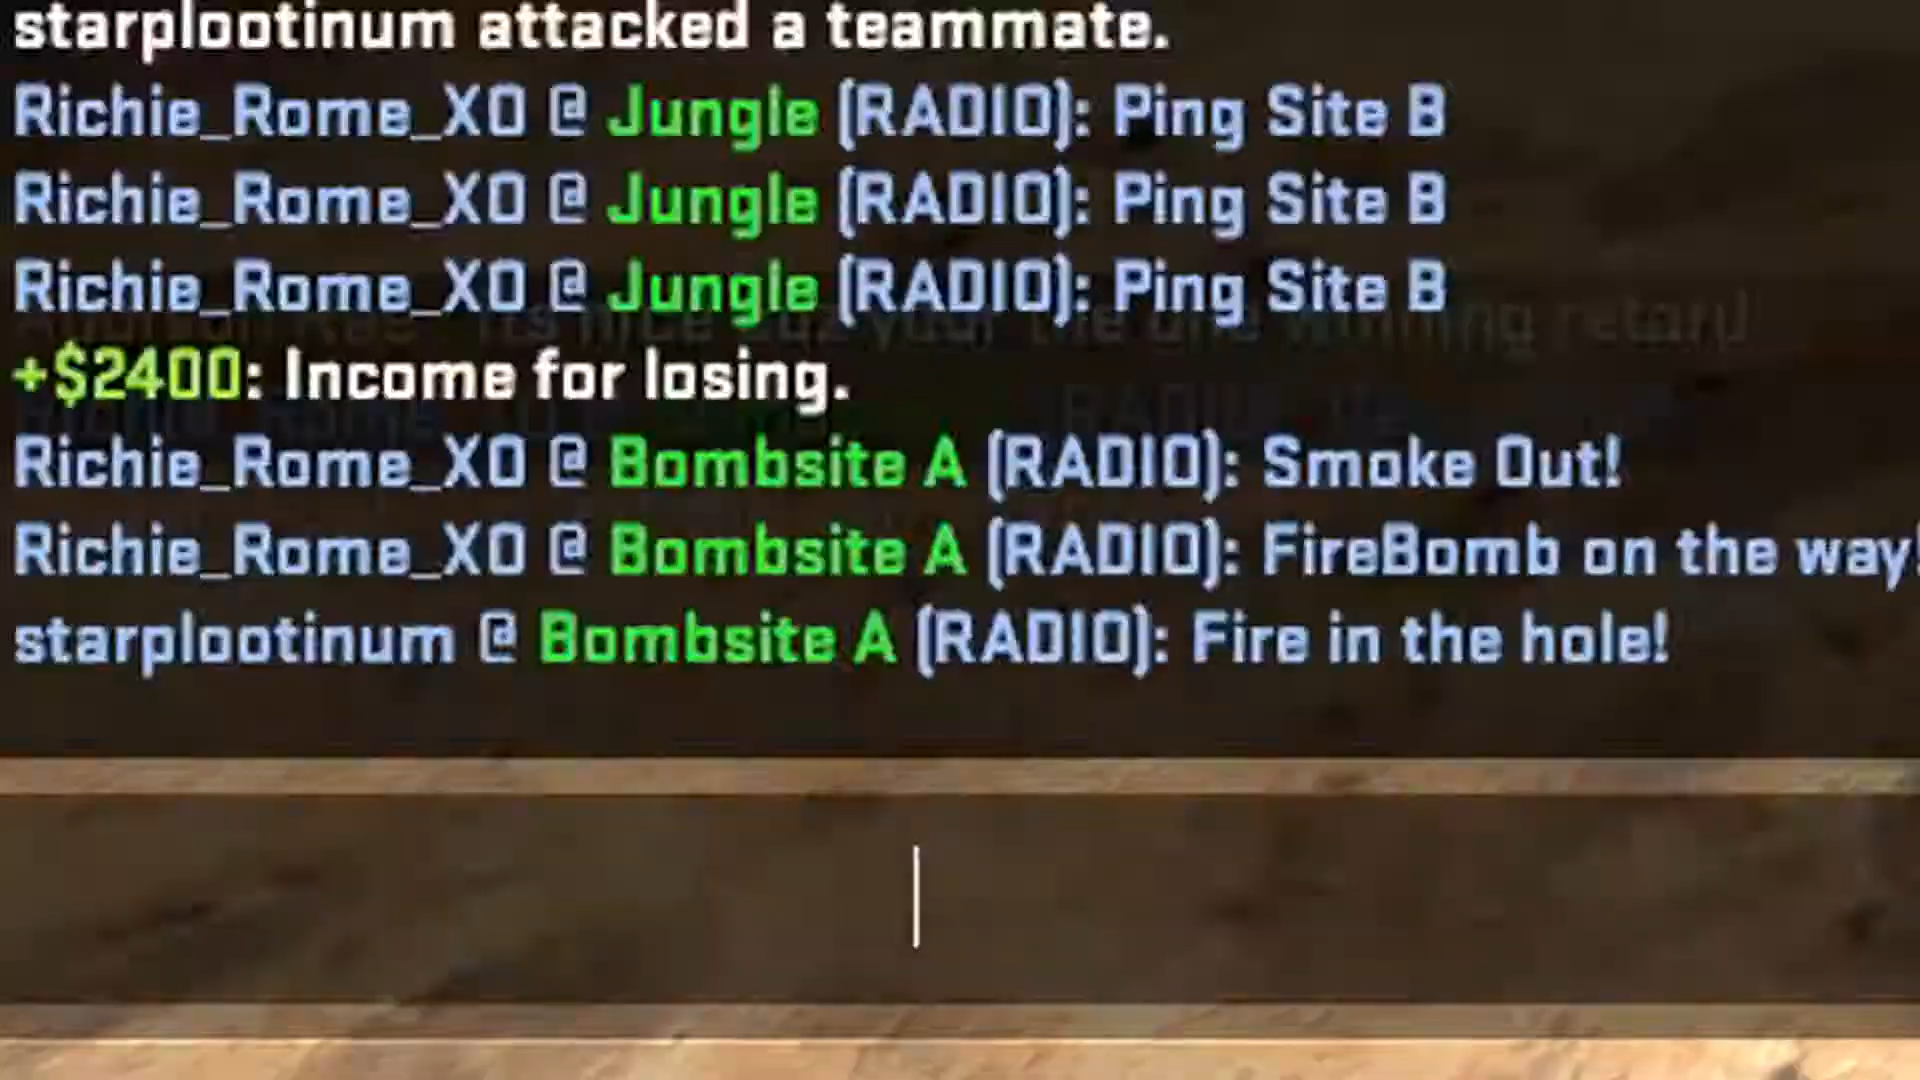 starplootinum attacked a teammate.
Richie_Rome_XO @ Jungle (RADIO): Ping Site B
Richie_Rome_XO @ Jungle (RADIO): Ping Site B
Richie_Rome_XO @ Jungle (RADIO): Ping Site B
+$2400: Income for losing.
Richie_Rome_XO @ Bombsite A (RADIO): Smoke Out!
Richie_Rome_XO @ Bombsite A (RADIO): FireBomb on the way!
starplootinum @ Bombsite A (RADIO): Fire in the hole!